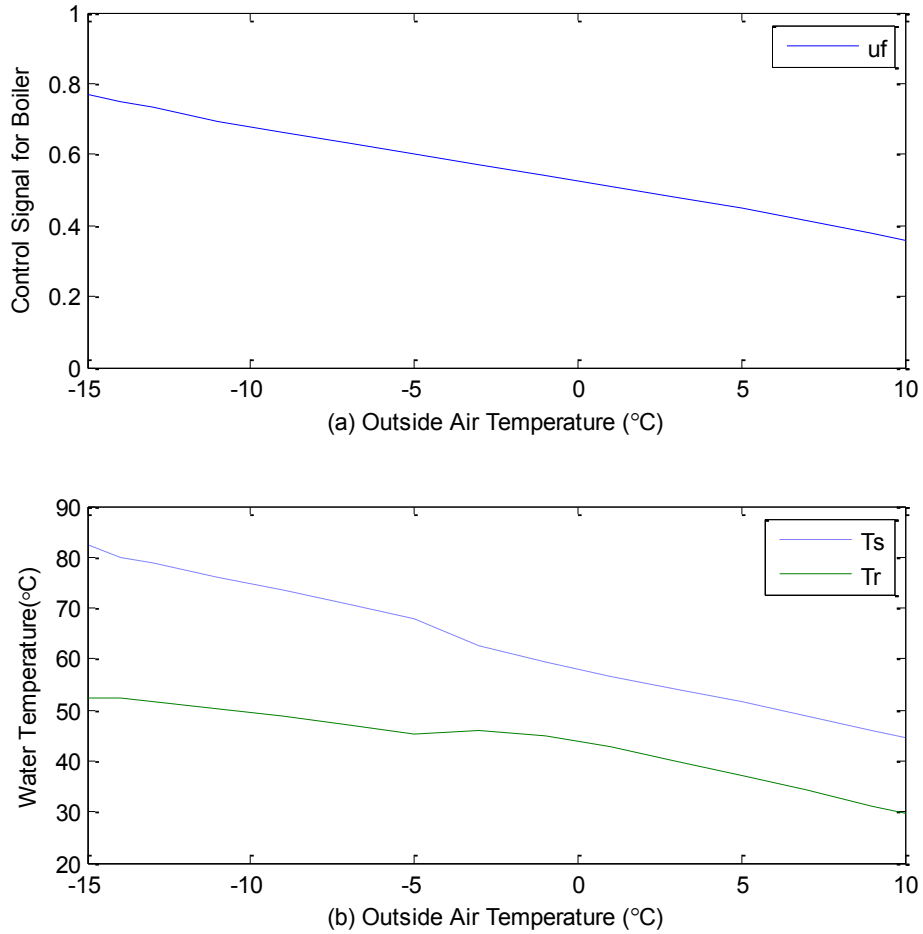 Control Signal for Boiler
1
0.8
0.6
0.4
0.2
0
uf
-15 -10 -5 0 5 10
(a) Outside Air Temperature (°C)
Water Temperature(°C)
90
80
70
60
50
40
30
20
Ts
Tr
-15 -10 -5 0 5 10
(b) Outside Air Temperature (°C)